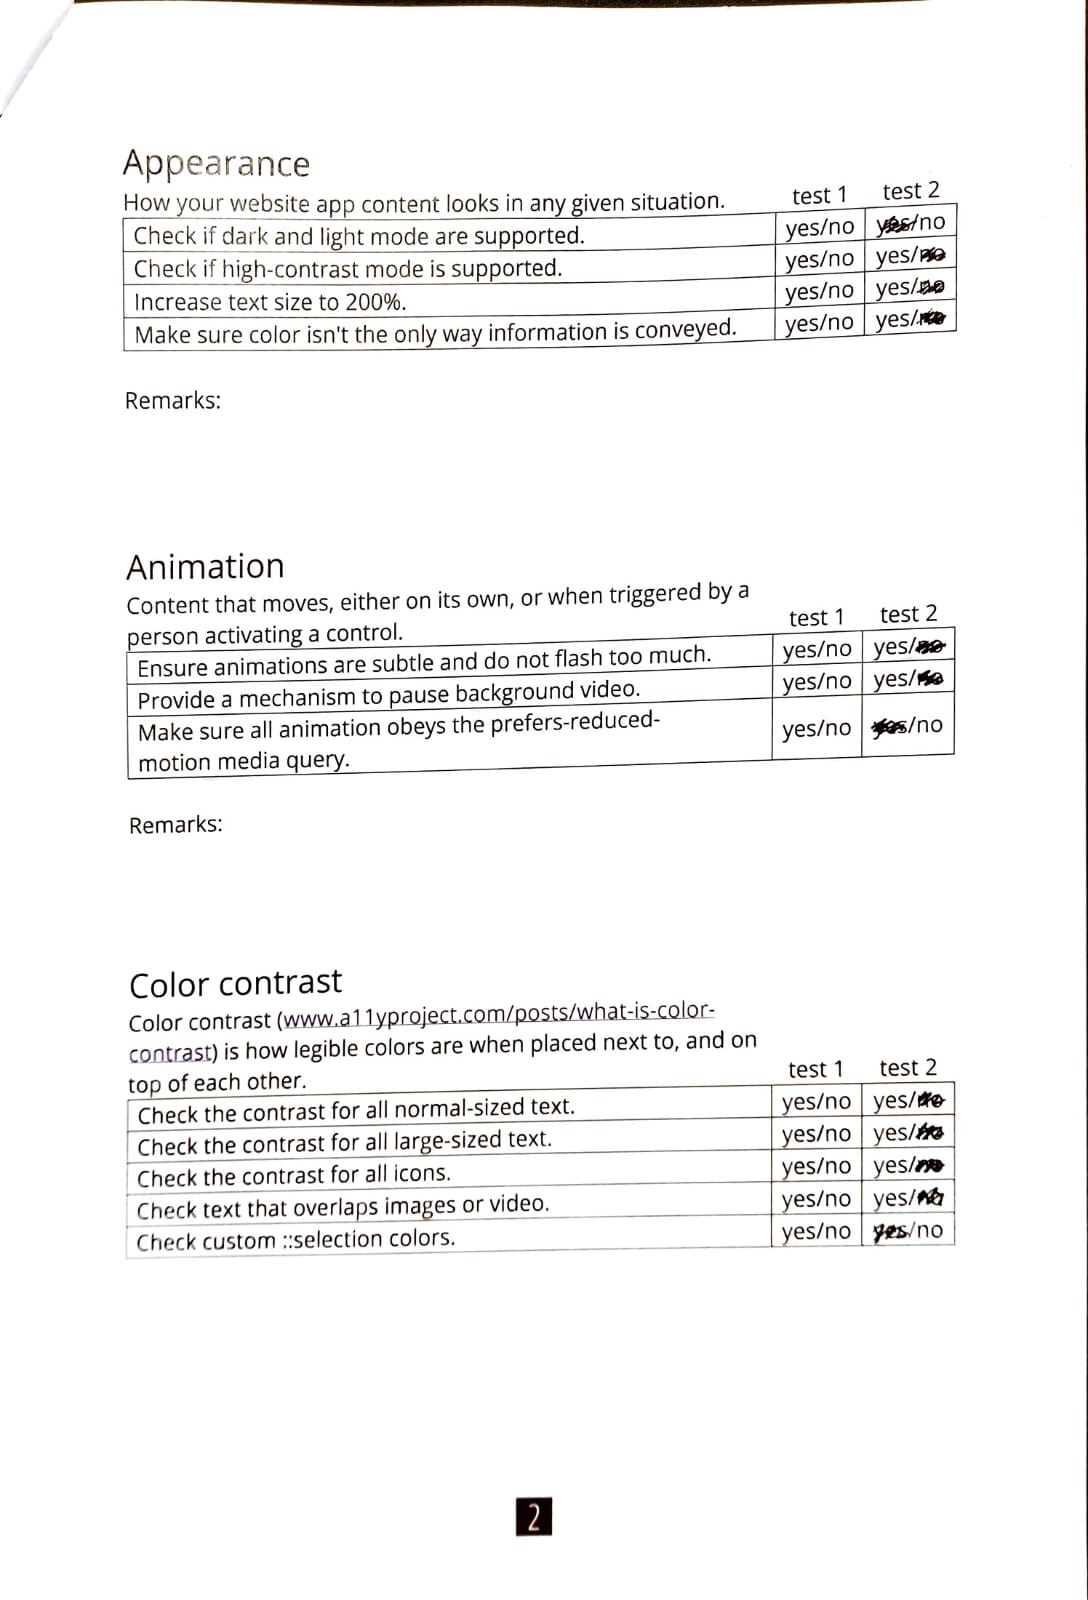 Appearance
How your website app content looks in any given situation. test 1 test 2
Check if dark and light mode are supported. yes/no yes/no
Check if high-contrast mode is supported. yes/no yes/no
Increase text size to 200%. yes/no yes/no
Make sure color isn't the only way information is conveyed. yes/no yes/no
Remarks:
Animation
Content that moves, either on its own, or when triggered by a
person activating a control. test 1 test 2
Ensure animations are subtle and do not flash too much. yes/no yes/no
Provide a mechanism to pause background video. yes/no yes/no
Make sure all animation obeys the prefers-reduced-
motion media query. yes/no yes/no
Remarks:
Color contrast
Color contrast (www.a11yproject.com/posts/what-is-color-
contrast) is how legible colors are when placed next to, and on
top of each other. test 1 test 2
Check the contrast for all normal-sized text. yes/no yes/no
Check the contrast for all large-sized text. yes/no yes/no
Check the contrast for all icons. yes/no yes/no
Check text that overlaps images or video. yes/no yes/no
Check custom ::selection colors. yes/no yes/no
2